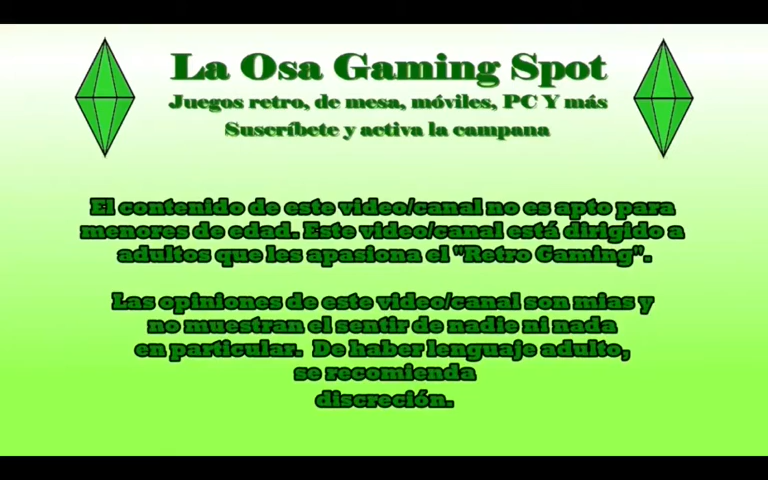 La Osa Gaming Spot
Juegos retro, de mesa, móviles, PC Y más
Suscríbete y activa la campana
El contenido de este video/canal no es apto para
menores de edad. Este video/canal está dirigido a
adultos que les apasiona el "Retro Gaming".
Las opiniones de este video/canal son mias y
no muestran el sentir de nadie ni nada
en particular. De haber lenguaje adulto,
se recomienda
discreción.